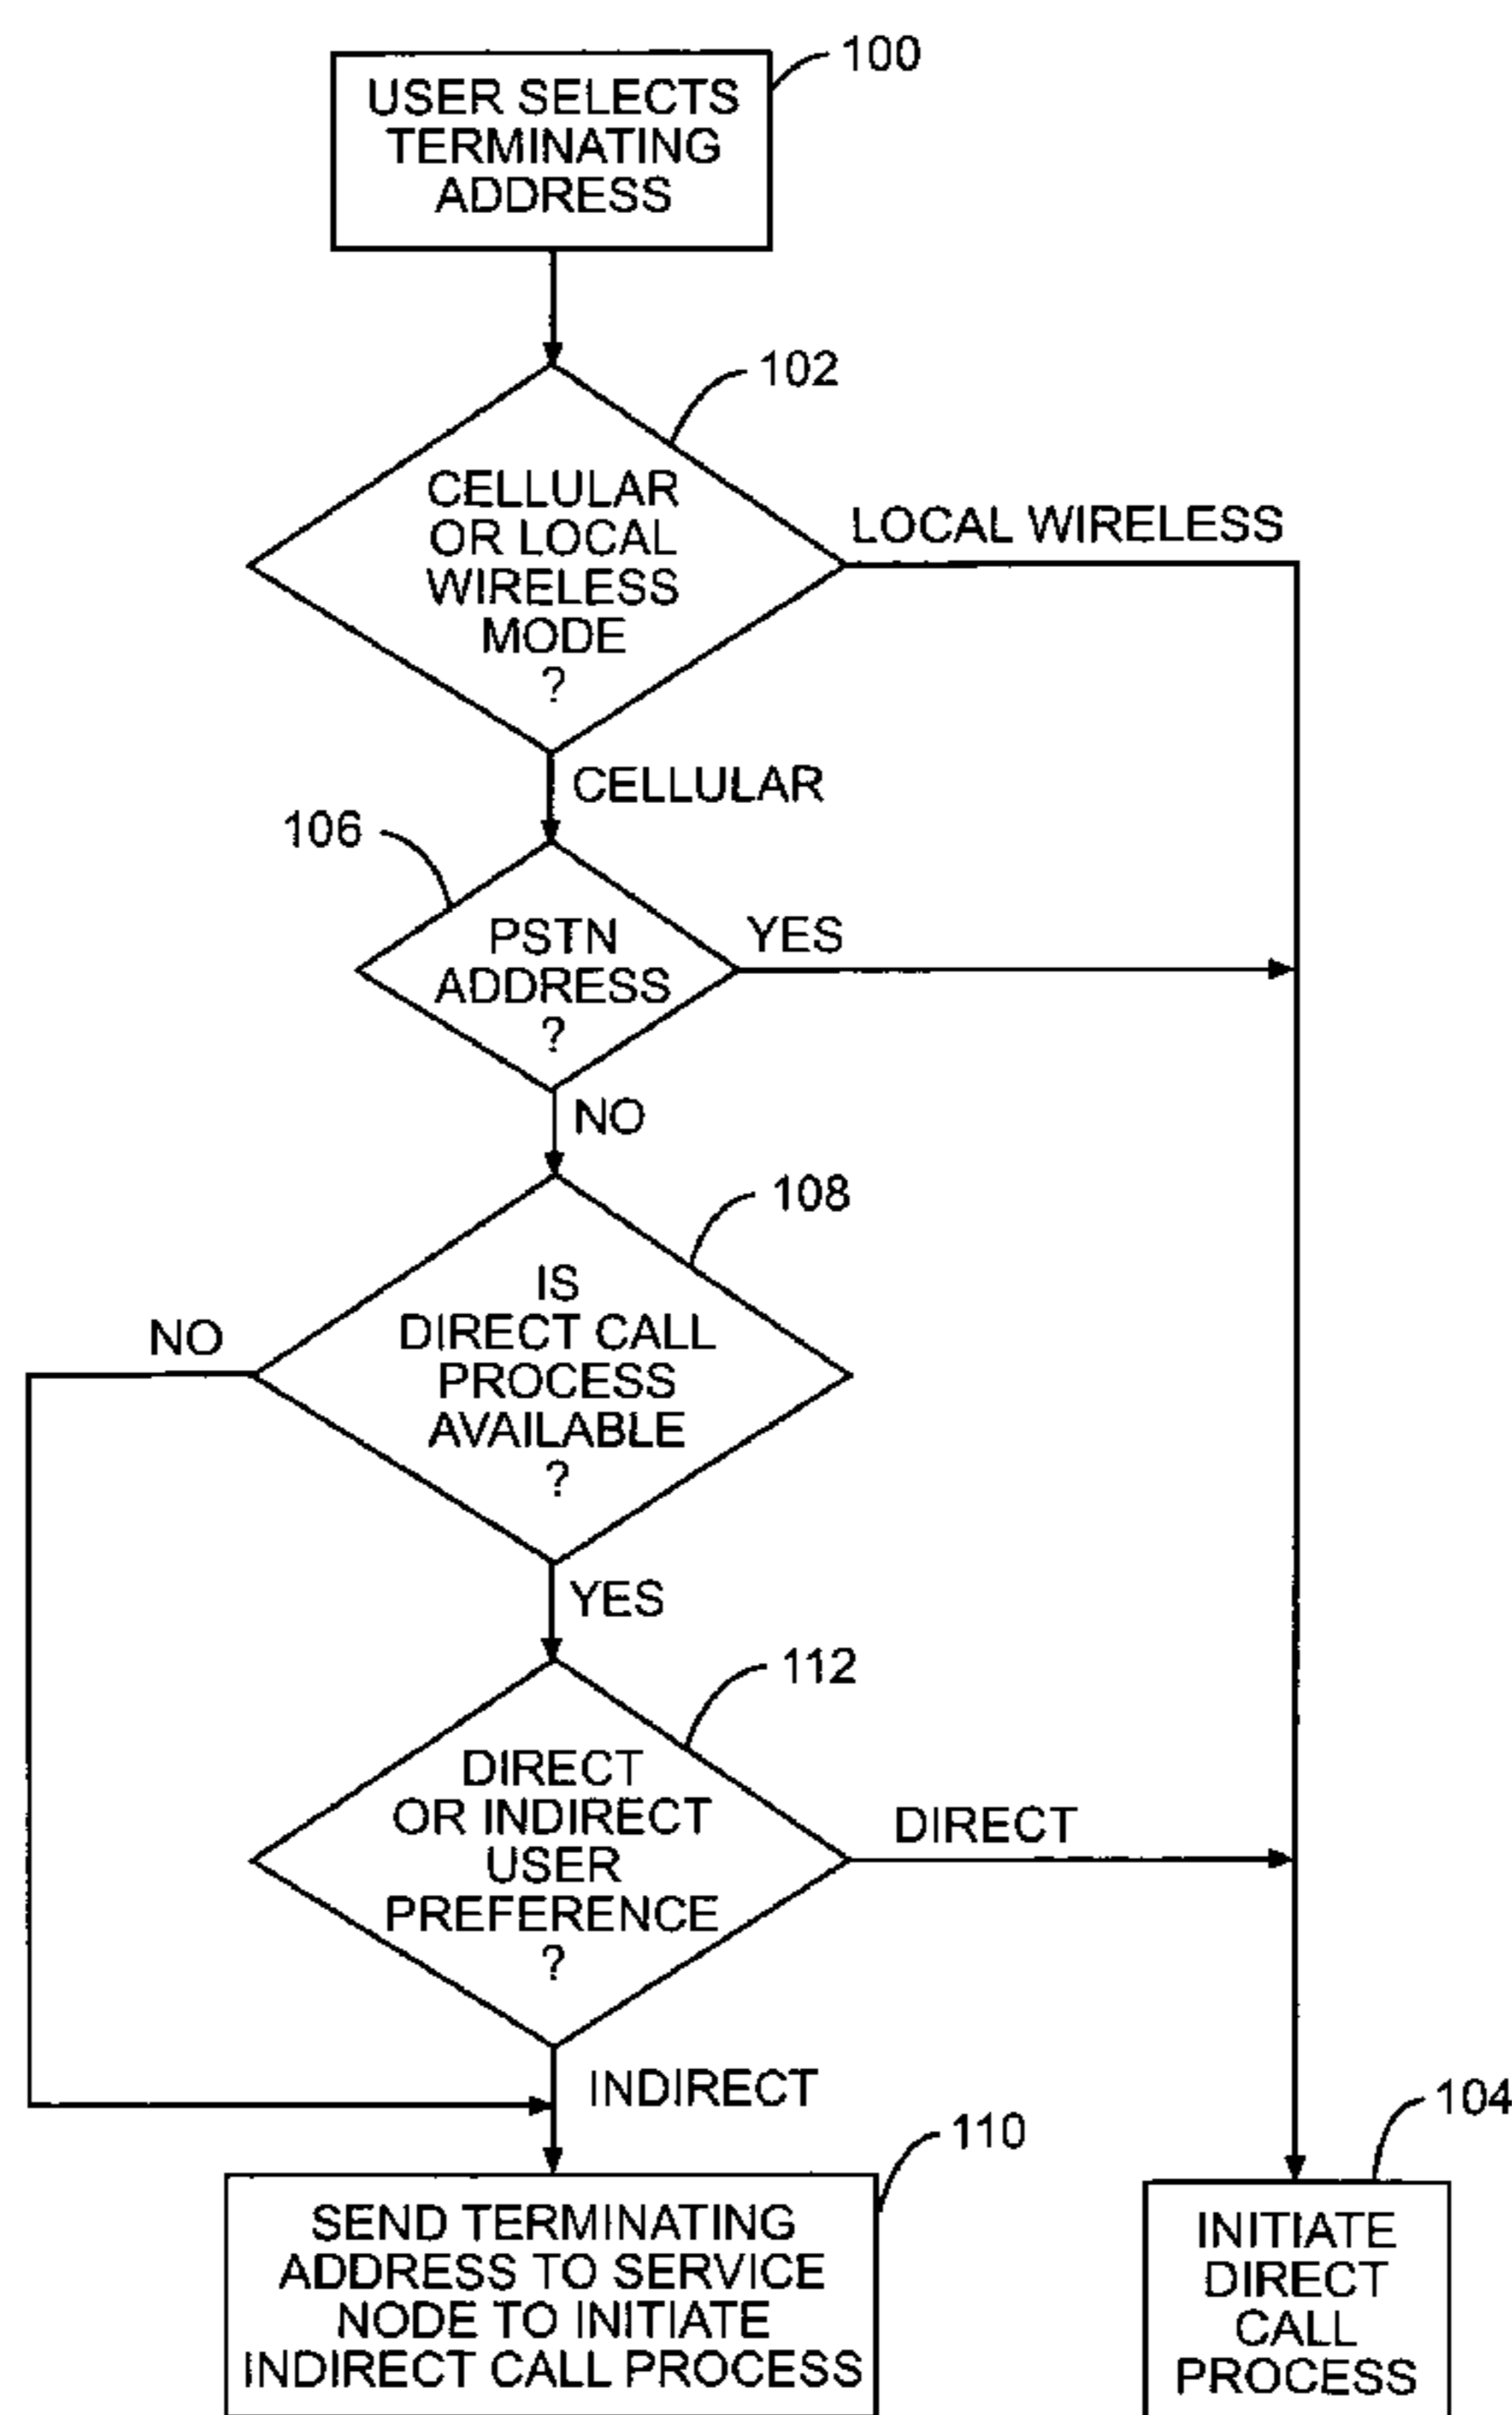 100
USER SELECTS
TERMINATING
ADDRESS
102
CELLULAR
OR LOCAL
WIRELESS
MODE
?
LOCAL WIRELESS
CELLULAR
106
PSTN
ADDRESS
?
YES
NO
108
IS
DIRECT CALL
PROCESS
AVAILABLE
?
NO
YES
112
DIRECT
OR INDIRECT
USER
PREFERENCE
?
DIRECT
INDIRECT
110
SEND TERMINATING
ADDRESS TO SERVICE
NODE TO INITIATE
INDIRECT CALL PROCESS
104
INITIATE
DIRECT
CALL
PROCESS